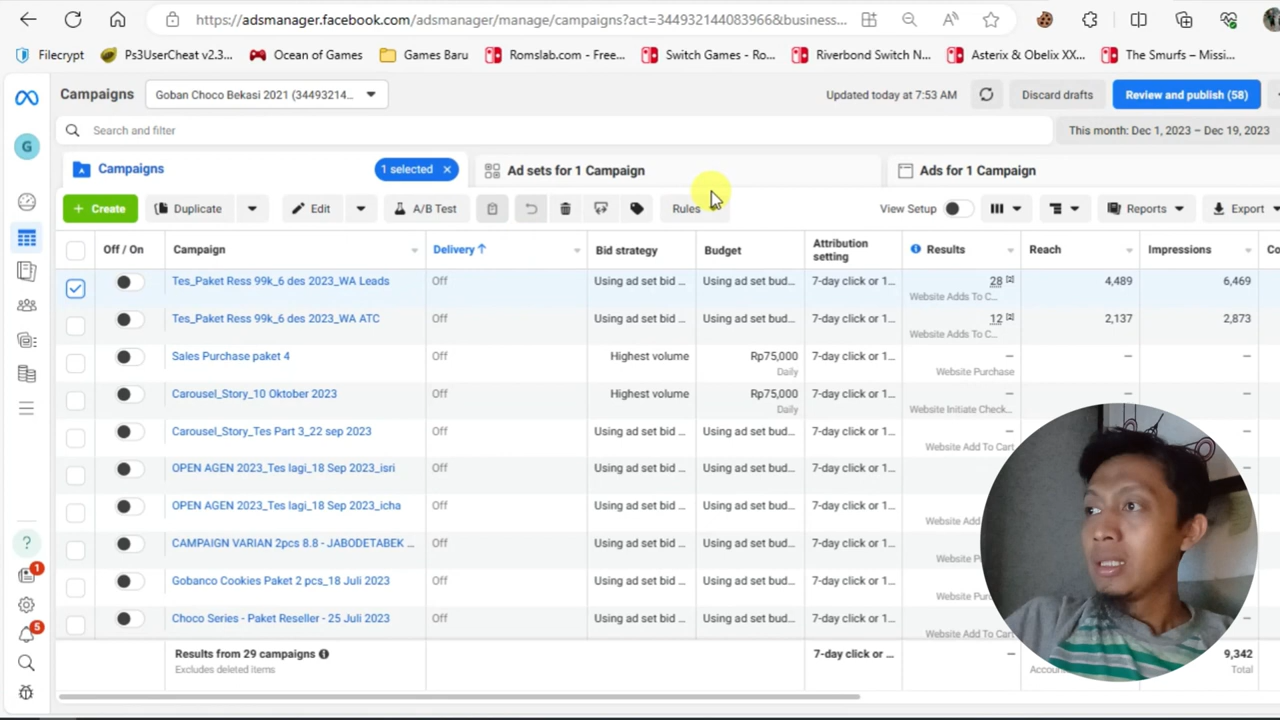 https://adsmanager.facebook.com/adsmanager/manage/campaigns?act=344932144083966&business...
Filecrypt
Ps3UserCheat v2.3...
Ocean of Games
Games Baru
Romslab.com - Free...
Switch Games - Ro...
Riverbond Switch N...
Asterix & Obelix XX...
The Smurfs – Missi...
Campaigns
Goban Choco Bekasi 2021 (34493214...
Updated today at 7:53 AM
Discard drafts
Review and publish (58)
Search and filter
This month: Dec 1, 2023 – Dec 19, 2023
Campaigns
1 selected ×
Ad sets for 1 Campaign
Ads for 1 Campaign
+ Create
Duplicate
Edit
A/B Test
Rules
View Setup
Reports
Export
Off / On
Campaign
Delivery ↑
Bid strategy
Budget
Attribution setting
Results
Reach
Impressions
Co
Tes_Paket Ress 99k_6 des 2023_WA Leads
Off
Using ad set bid ...
Using ad set bud...
7-day click or 1...
28 [2]
Website Adds To C...
4,489
6,469
Tes_Paket Ress 99k_6 des 2023_WA ATC
Off
Using ad set bid ...
Using ad set bud...
7-day click or 1...
12 [2]
Website Adds To C...
2,137
2,873
Sales Purchase paket 4
Off
Highest volume
Rp75,000
Daily
7-day click or 1...
–
Website Purchase
–
–
Carousel_Story_10 Oktober 2023
Off
Highest volume
Rp75,000
Daily
7-day click or 1...
–
Website Initiate Check...
–
–
Carousel_Story_Tes Part 3_22 sep 2023
Off
Using ad set bid ...
Using ad set bud...
7-day click or 1...
–
Website Add To Cart
OPEN AGEN 2023_Tes lagi_18 Sep 2023_isri
Off
Using ad set bid ...
Using ad set bud...
7-day click or 1...
OPEN AGEN 2023_Tes lagi_18 Sep 2023_icha
Off
Using ad set bid ...
Using ad set bud...
7-day click or 1...
Website Add
CAMPAIGN VARIAN 2pcs 8.8 - JABODETABEK ...
Off
Using ad set bid ...
Using ad set bud...
7-day click or 1...
Website P
Gobanco Cookies Paket 2 pcs_18 Juli 2023
Off
Using ad set bid ...
Using ad set bud...
7-day click or 1...
Website Pur
Choco Series - Paket Reseller - 25 Juli 2023
Off
Using ad set bid ...
Using ad set bud...
7-day click or 1...
Website Add To Cart
Results from 29 campaigns
Excludes deleted items
7-day click or ...
–
Accou
9,342
Total
G
?
1
5